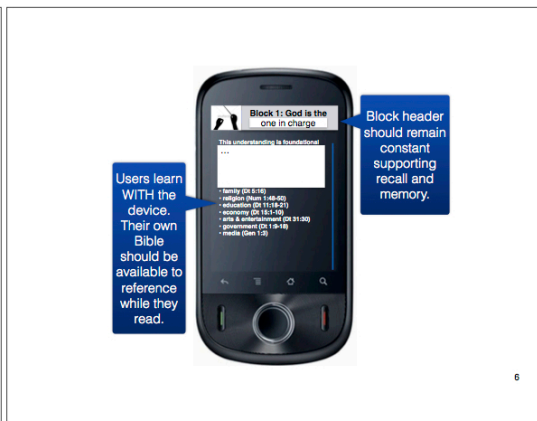 Block 1: God is the
one in charge
This understanding is foundational
...
• family (Dt 5:16)
• religion (Num 1:48-50)
• education (Dt 11:18-21)
• economy (Dt 15:1-10)
• arts & entertainment (Dt 31:30)
• government (Dt 1:9-18)
• media (Gen 1:3)
Users learn
WITH the
device.
Their own
Bible
should be
available to
reference
while they
read.
Block header
should remain
constant
supporting
recall and
memory.
6